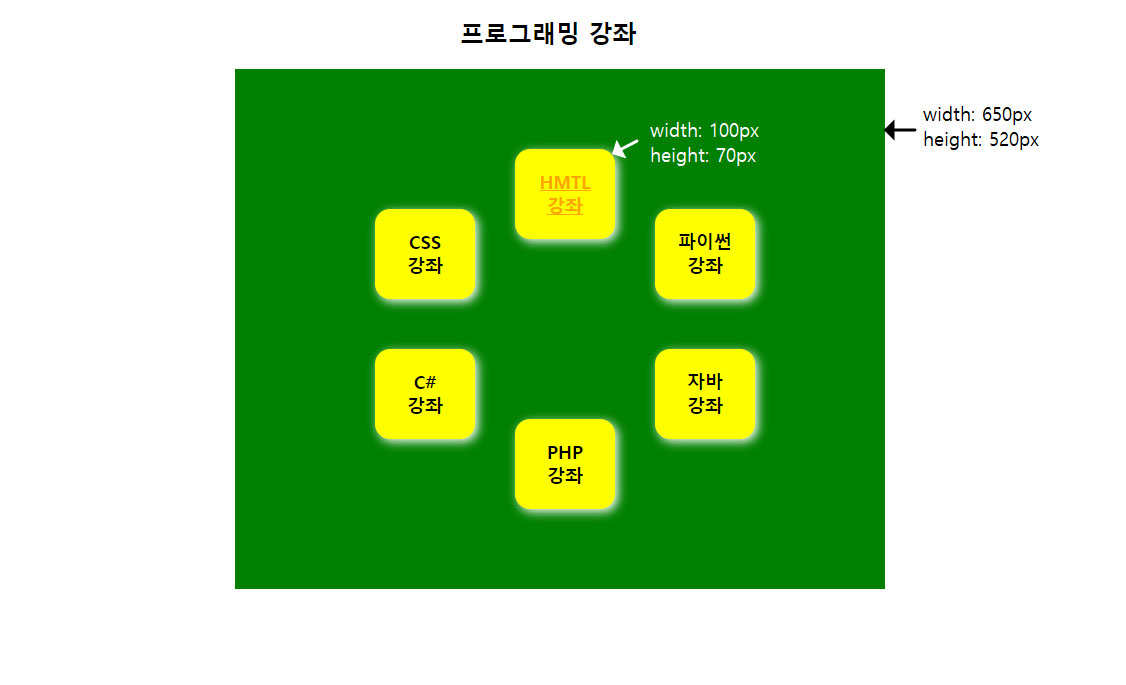 프로그래밍 강좌
width: 650px
height: 520px
width: 100px
height: 70px
HMTL
강좌
CSS
강좌
파이썬
강좌
C#
강좌
자바
강좌
PHP
강좌